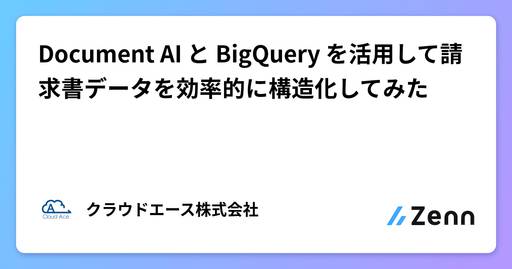 Document AI と BigQuery を活用して請
求書データを効率的に構造化してみた
Cloud Ace
クラウドエース株式会社
Zenn